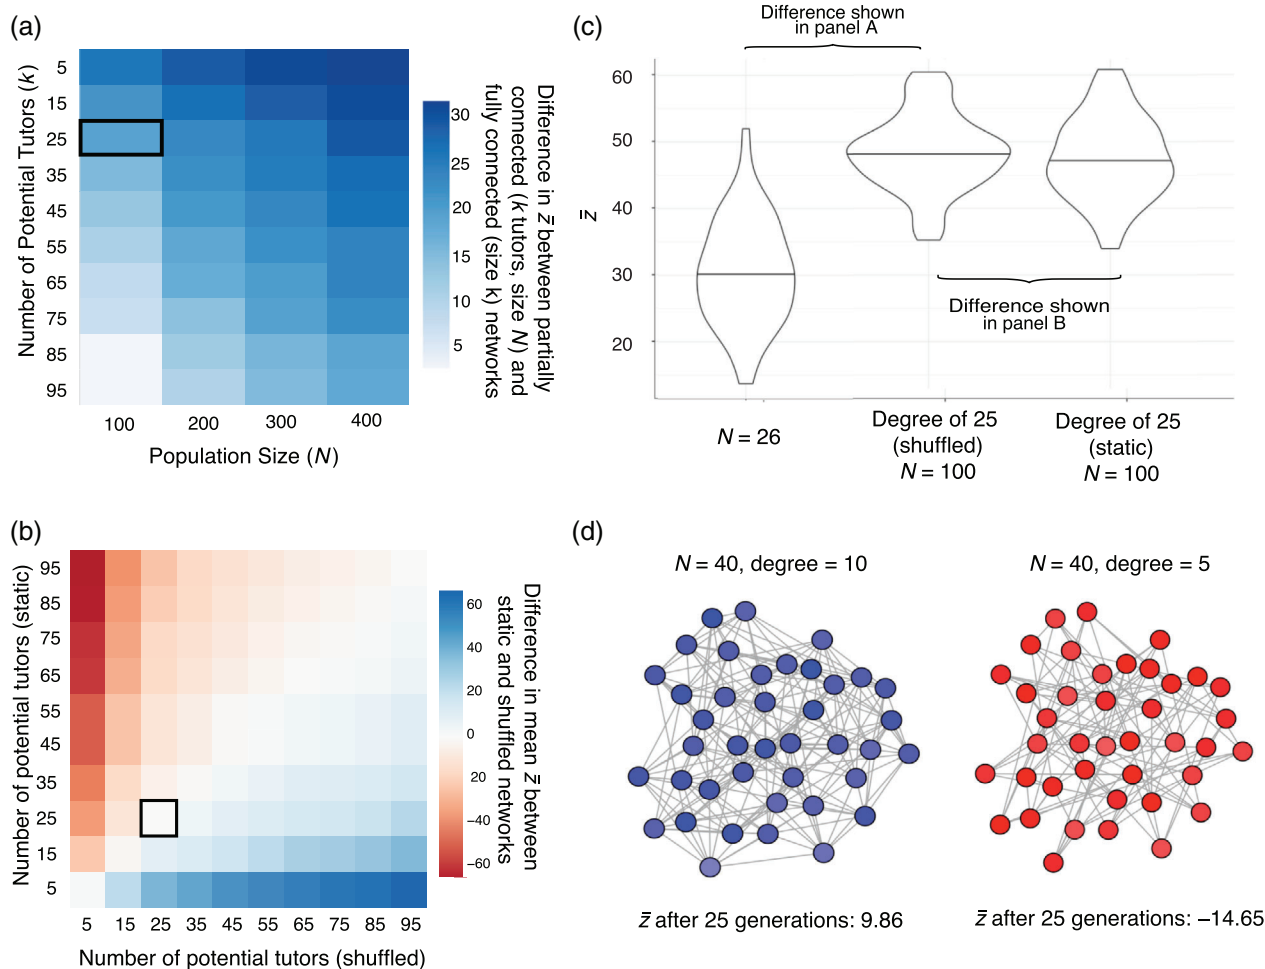 (a)
Number of Potential Tutors (k)
5
15
25
35
45
55
65
75
85
95
100 200 300 400
Population Size (N)
30
25
20
15
10
5
Difference in z̄ between partially
connected (k tutors, size N) and
fully connected (size k) networks
(c)
Difference shown
in panel A
z̄
60
50
40
30
20
Difference shown
in panel B
N = 26
Degree of 25
(shuffled)
N = 100
Degree of 25
(static)
N = 100
(b)
Number of potential tutors (static)
95
85
75
65
55
45
35
25
15
5
5 15 25 35 45 55 65 75 85 95
Number of potential tutors (shuffled)
60
40
20
0
20
−40
−60
Difference in mean z̄ between
static and shuffled networks
(d)
N = 40, degree = 10
z̄ after 25 generations: 9.86
N = 40, degree = 5
z̄ after 25 generations: −14.65